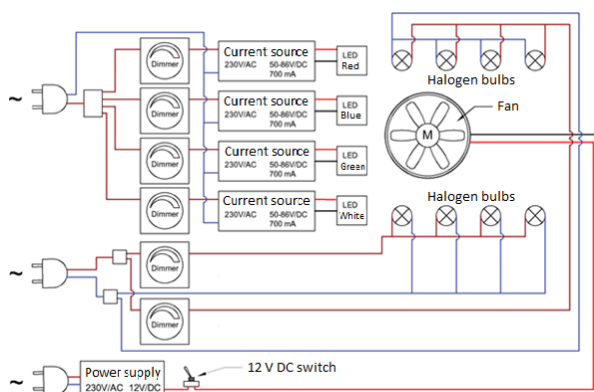 Dimmer
Current source
230V/AC 50-86V/DC
700 mA
LED
Red
Dimmer
Current source
230V/AC 50-86V/DC
700 mA
LED
Blue
Dimmer
Current source
230V/AC 50-86V/DC
700 mA
LED
Green
Dimmer
Current source
230V/AC 50-86V/DC
700 mA
LED
White
Halogen bulbs
Fan
M
Halogen bulbs
~
~
Dimmer
Dimmer
~
Power supply
230V/AC 12V/DC
12 V DC switch